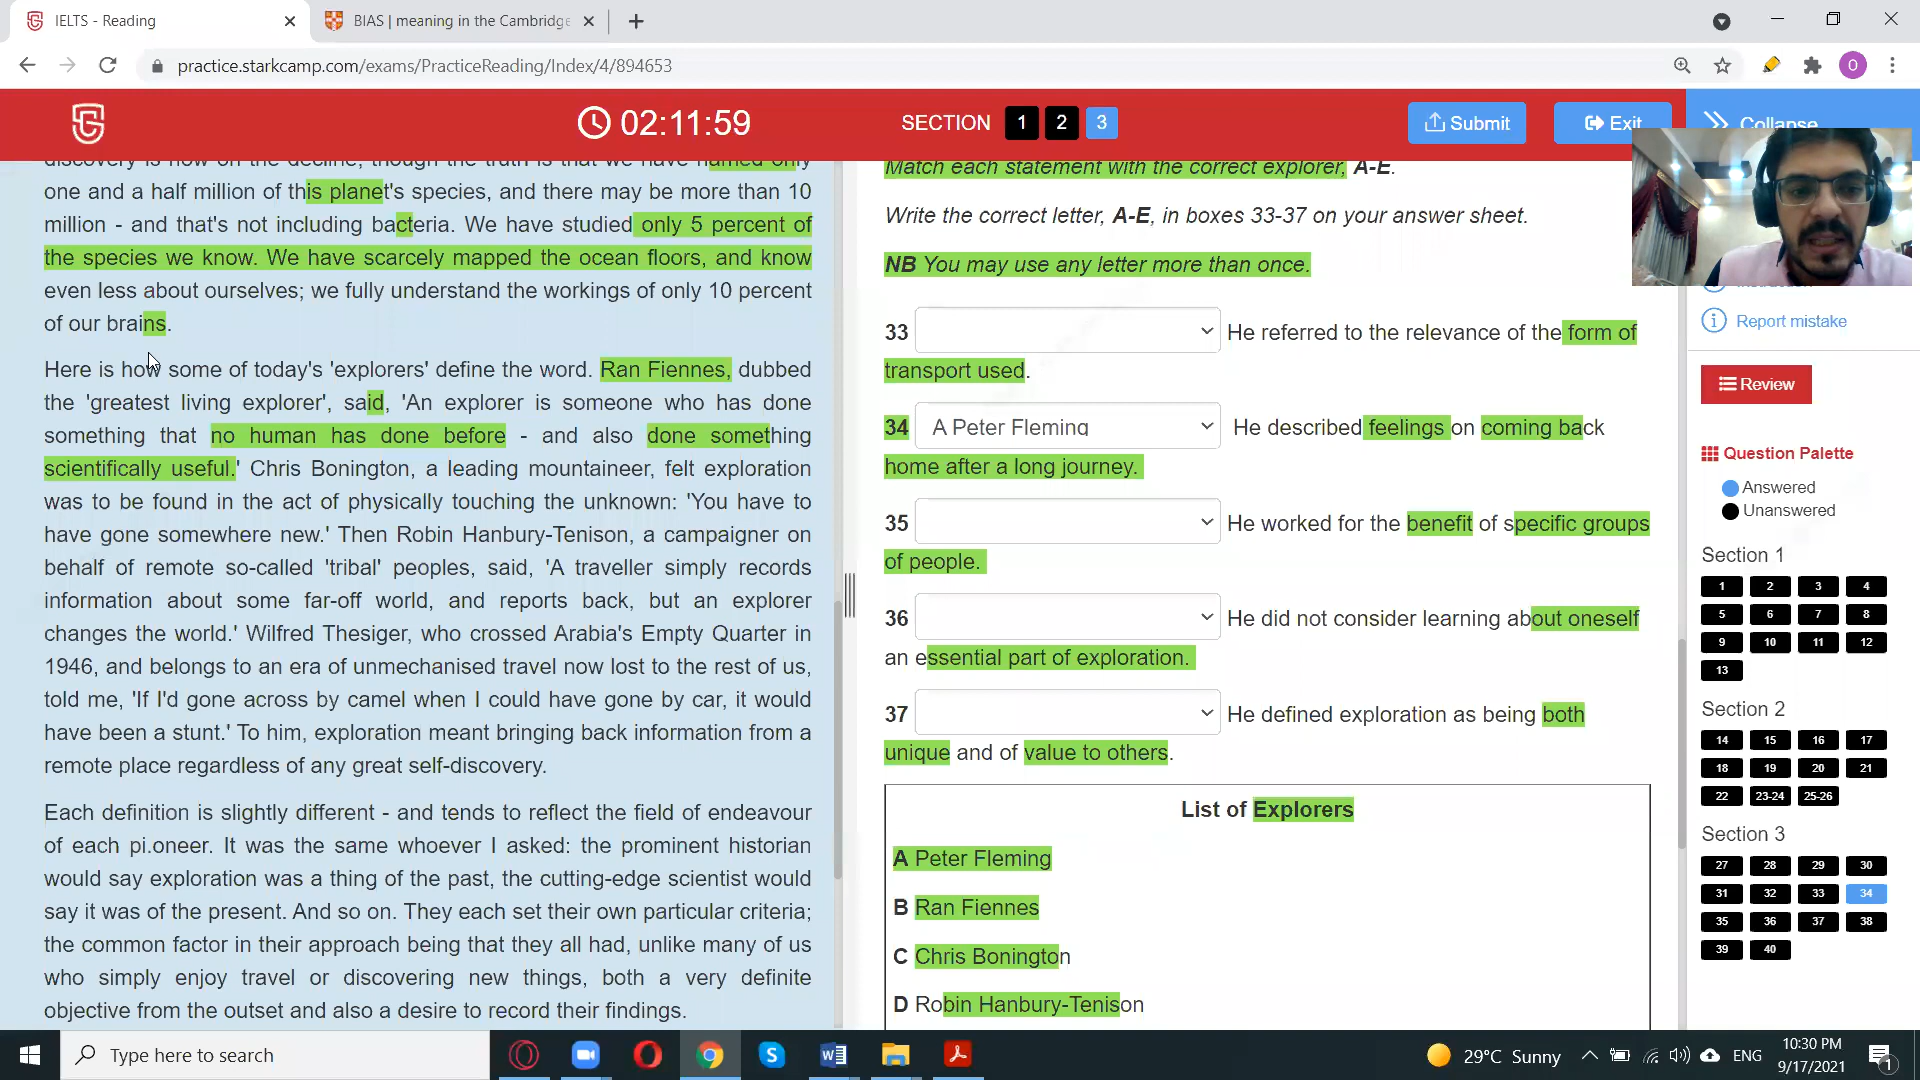 IELTS - Reading
BIAS | meaning in the Cambridge
practice.starkcamp.com/exams/PracticeReading/Index/4/894653
O
02:11:59
SECTION 1 2 3
Submit
Exit
Collapse
discovery is now on the decline, though the truth is that we have named only
one and a half million of this planet's species, and there may be more than 10
million - and that's not including bacteria. We have studied only 5 percent of
the species we know. We have scarcely mapped the ocean floors, and know
even less about ourselves; we fully understand the workings of only 10 percent
of our brains.
Here is how some of today's 'explorers' define the word. Ran Fiennes, dubbed
the 'greatest living explorer', said, 'An explorer is someone who has done
something that no human has done before - and also done something
scientifically useful.' Chris Bonington, a leading mountaineer, felt exploration
was to be found in the act of physically touching the unknown: 'You have to
have gone somewhere new.' Then Robin Hanbury-Tenison, a campaigner on
behalf of remote so-called 'tribal' peoples, said, 'A traveller simply records
information about some far-off world, and reports back, but an explorer
changes the world.' Wilfred Thesiger, who crossed Arabia's Empty Quarter in
1946, and belongs to an era of unmechanised travel now lost to the rest of us,
told me, 'If I'd gone across by camel when I could have gone by car, it would
have been a stunt.' To him, exploration meant bringing back information from a
remote place regardless of any great self-discovery.
Each definition is slightly different - and tends to reflect the field of endeavour
of each pi.oneer. It was the same whoever I asked: the prominent historian
would say exploration was a thing of the past, the cutting-edge scientist would
say it was of the present. And so on. They each set their own particular criteria;
the common factor in their approach being that they all had, unlike many of us
who simply enjoy travel or discovering new things, both a very definite
objective from the outset and also a desire to record their findings.
Match each statement with the correct explorer, A-E.
Write the correct letter, A-E, in boxes 33-37 on your answer sheet.
NB You may use any letter more than once.
33 He referred to the relevance of the form of
transport used.
34 A Peter Fleming He described feelings on coming back
home after a long journey.
35 He worked for the benefit of specific groups
of people.
36 He did not consider learning about oneself
an essential part of exploration.
37 He defined exploration as being both
unique and of value to others.
List of Explorers
A Peter Fleming
B Ran Fiennes
C Chris Bonington
D Robin Hanbury-Tenison
Report mistake
Review
Question Palette
Answered
Unanswered
Section 1
1 2 3 4
5 6 7 8
9 10 11 12
13
Section 2
14 15 16 17
18 19 20 21
22 23-24 25-26
Section 3
27 28 29 30
31 32 33 34
35 36 37 38
39 40
Type here to search
29°C Sunny
ENG
10:30 PM
9/17/2021
1